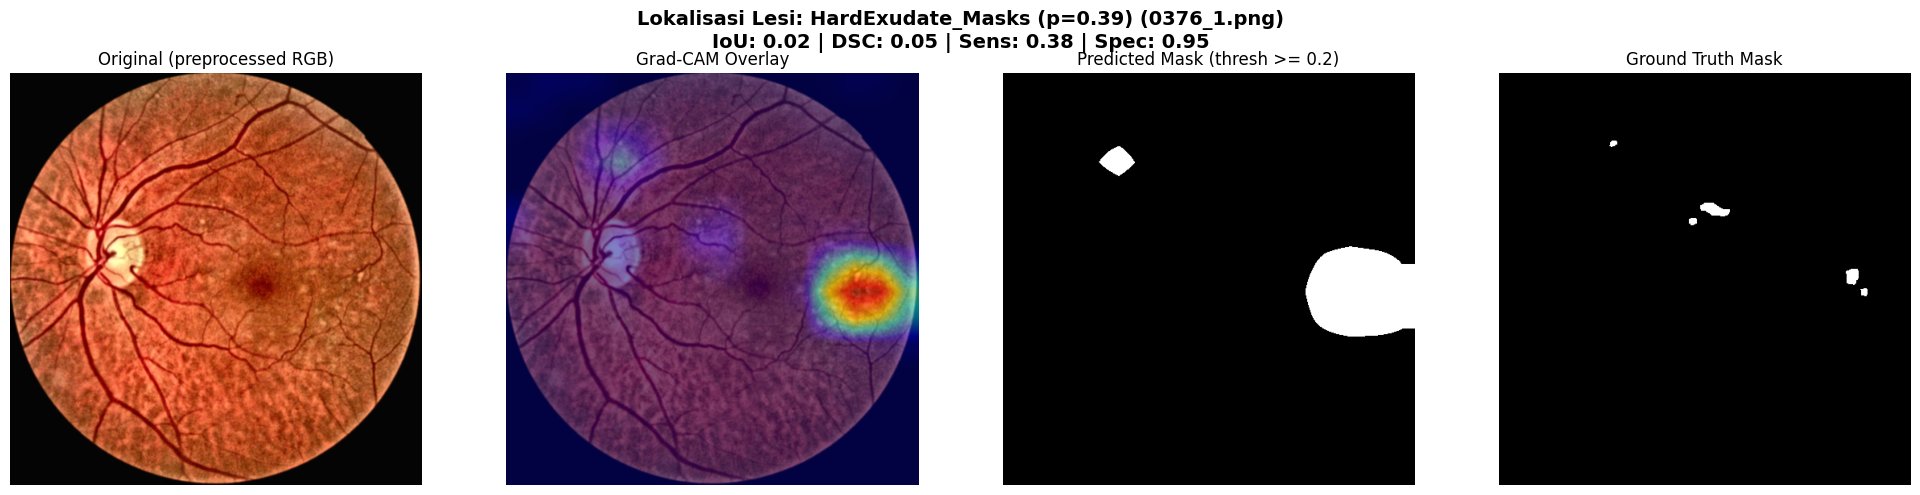 Lokalisasi Lesi: HardExudate_Masks (p=0.39) (0376_1.png)
IoU: 0.02 | DSC: 0.05 | Sens: 0.38 | Spec: 0.95
Original (preprocessed RGB)
Grad-CAM Overlay
Predicted Mask (thresh >= 0.2)
Ground Truth Mask